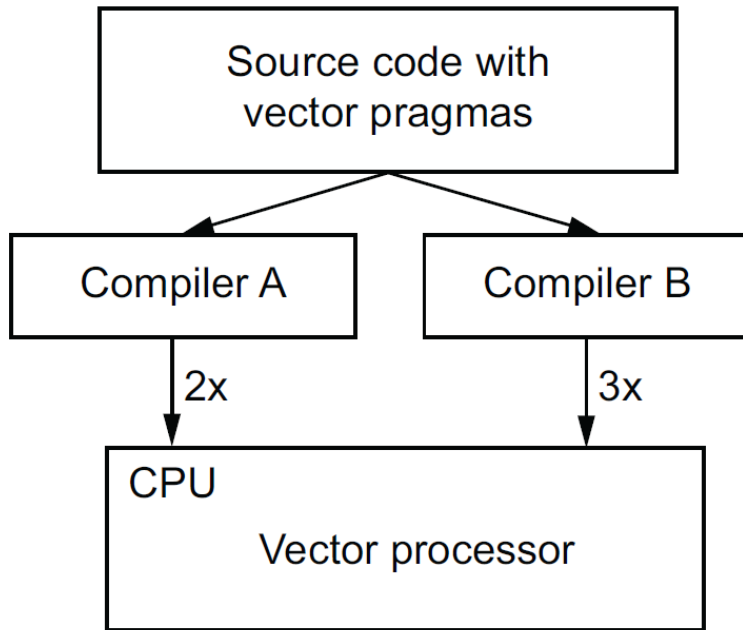 Source code with
vector pragmas
Compiler A
Compiler B
2x
3x
CPU
Vector processor